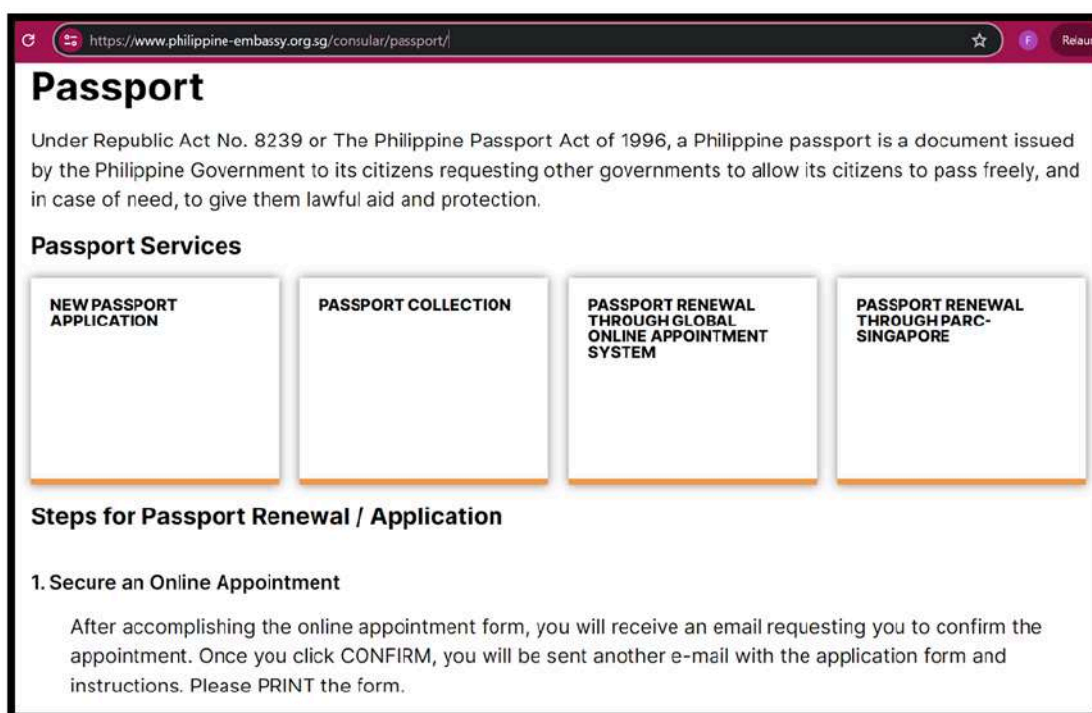 https://www.philippine-embassy.org.sg/consular/passport/
F
Relau
Passport
Under Republic Act No. 8239 or The Philippine Passport Act of 1996, a Philippine passport is a document issued
by the Philippine Government to its citizens requesting other governments to allow its citizens to pass freely, and
in case of need, to give them lawful aid and protection.
Passport Services
NEW PASSPORT
APPLICATION
PASSPORT COLLECTION
PASSPORT RENEWAL
THROUGH GLOBAL
ONLINE APPOINTMENT
SYSTEM
PASSPORT RENEWAL
THROUGH PARC-
SINGAPORE
Steps for Passport Renewal / Application
1. Secure an Online Appointment
After accomplishing the online appointment form, you will receive an email requesting you to confirm the
appointment. Once you click CONFIRM, you will be sent another e-mail with the application form and
instructions. Please PRINT the form.